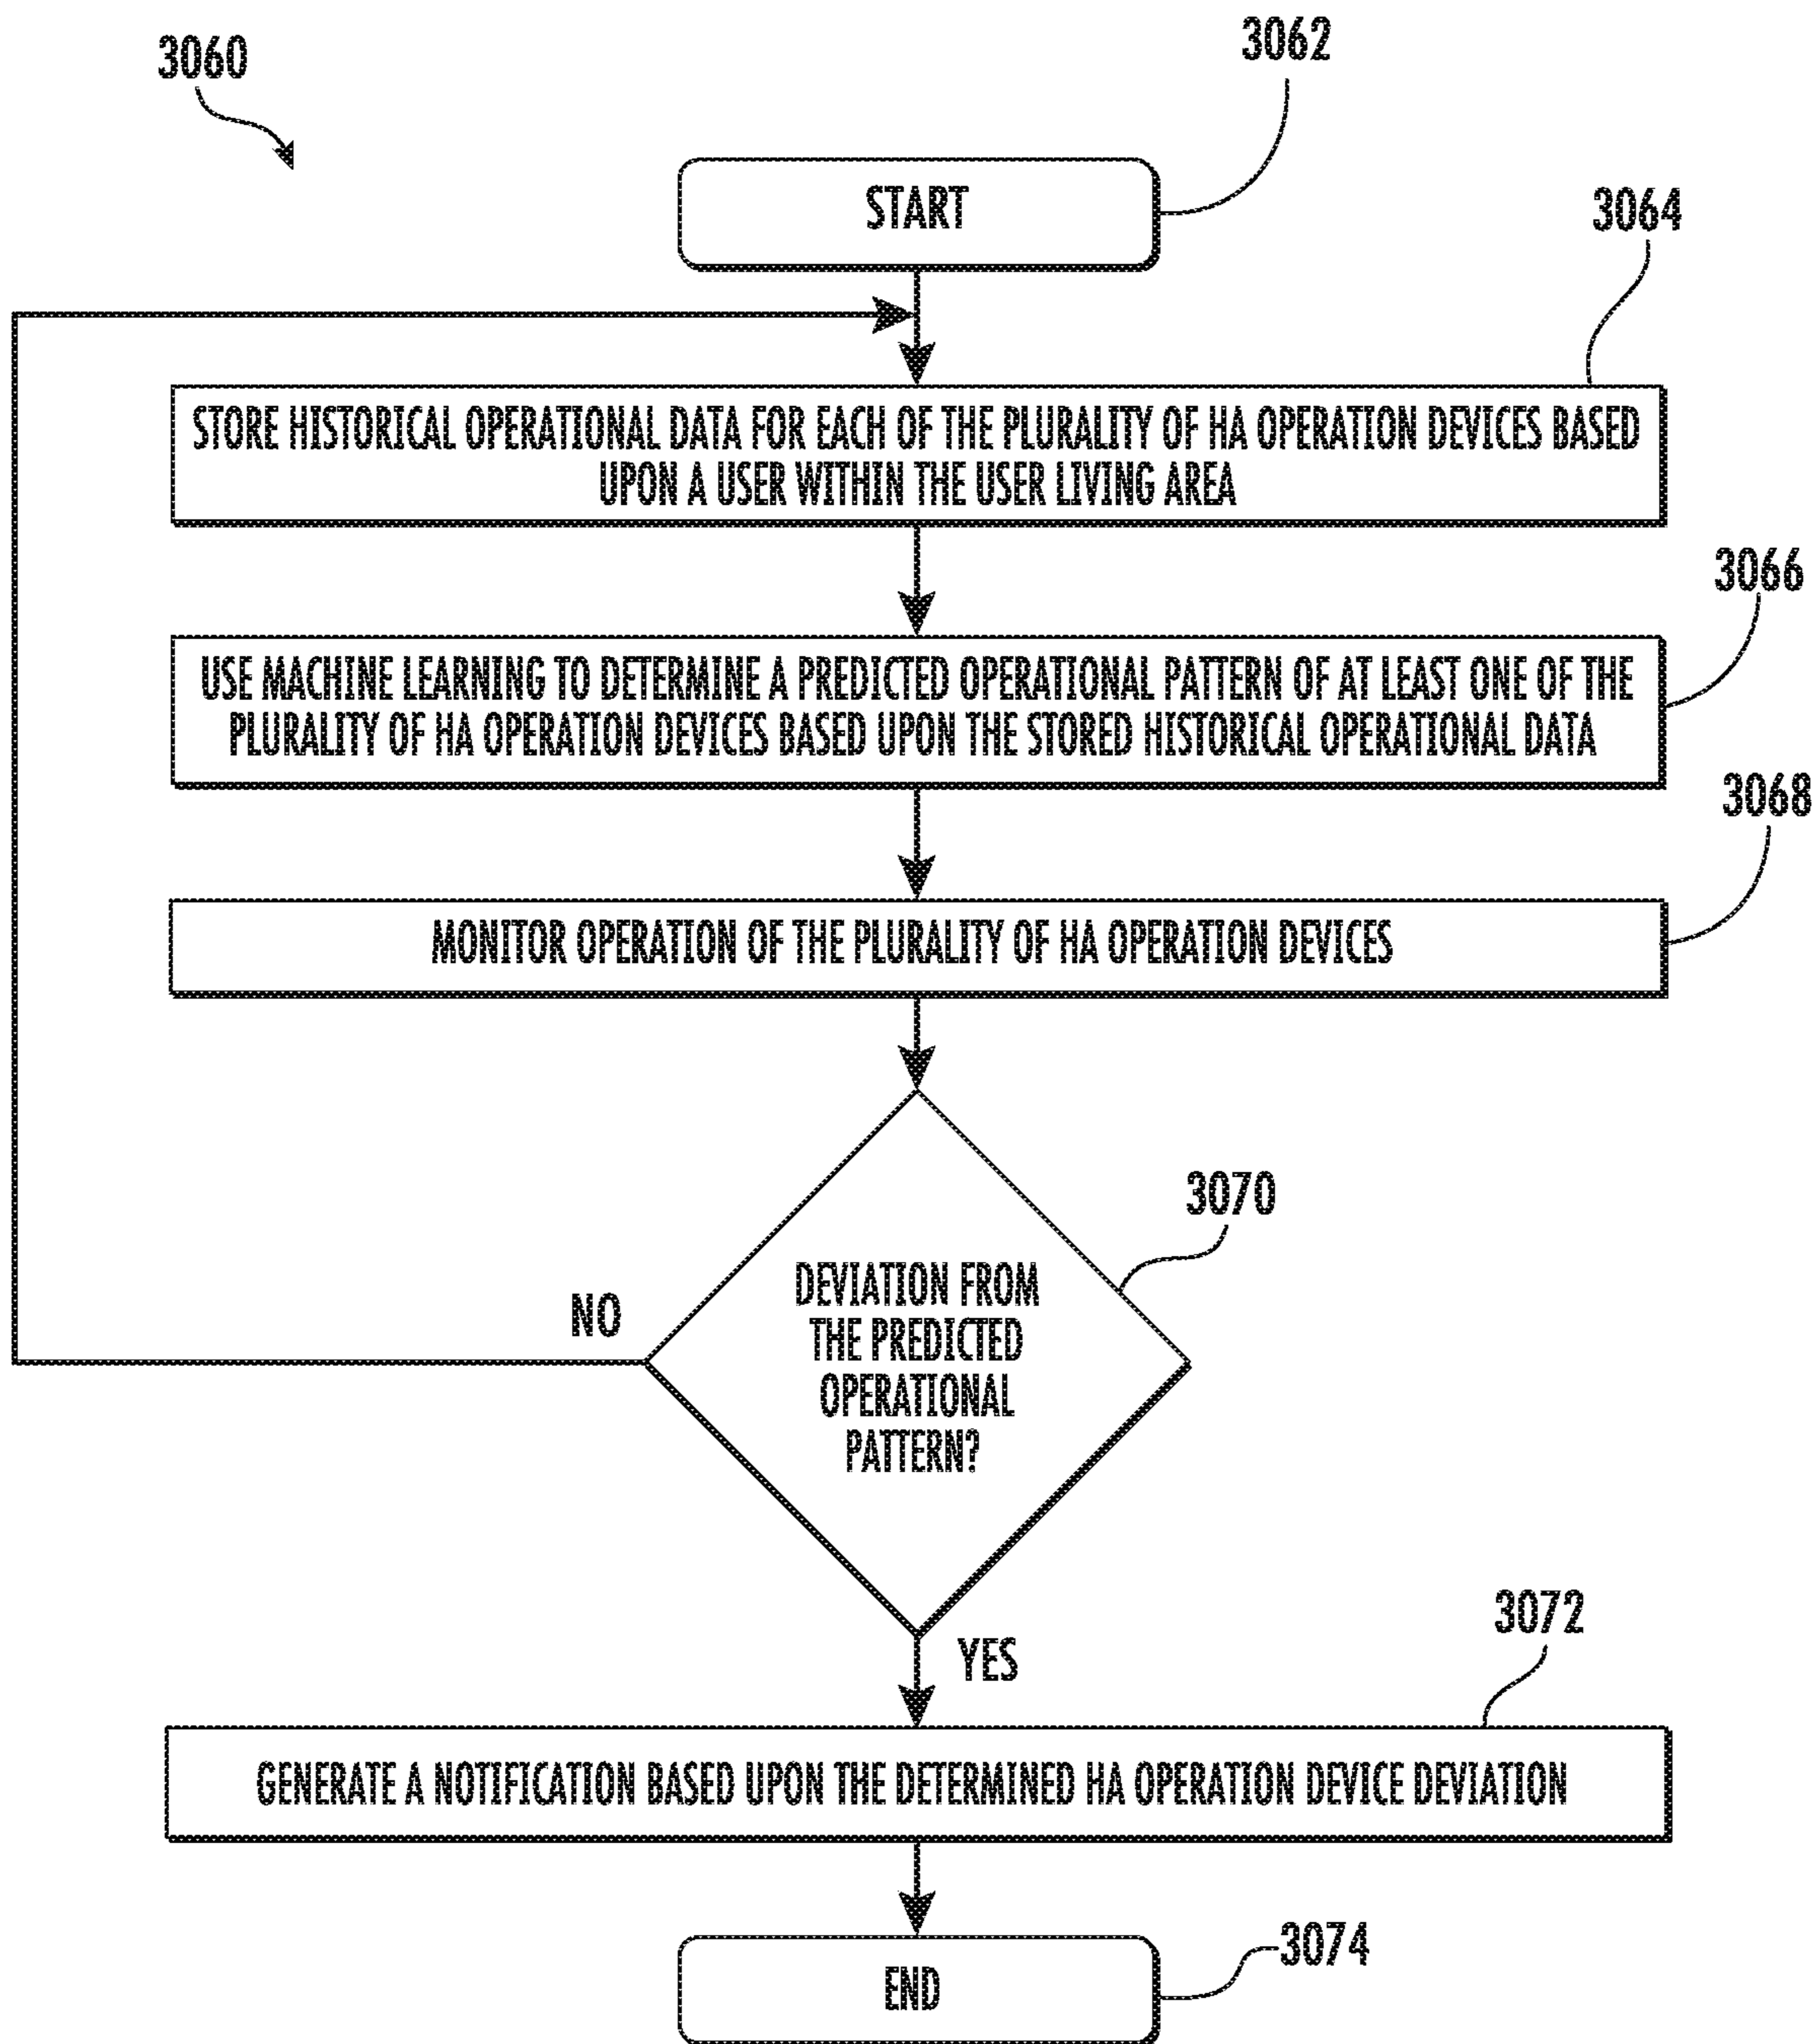 3060
3062
START
3064
STORE HISTORICAL OPERATIONAL DATA FOR EACH OF THE PLURALITY OF HA OPERATION DEVICES BASED
UPON A USER WITHIN THE USER LIVING AREA
3066
USE MACHINE LEARNING TO DETERMINE A PREDICTED OPERATIONAL PATTERN OF AT LEAST ONE OF THE
PLURALITY OF HA OPERATION DEVICES BASED UPON THE STORED HISTORICAL OPERATIONAL DATA
3068
MONITOR OPERATION OF THE PLURALITY OF HA OPERATION DEVICES
3070
DEVIATION FROM
THE PREDICTED
OPERATIONAL
PATTERN?
NO
YES
3072
GENERATE A NOTIFICATION BASED UPON THE DETERMINED HA OPERATION DEVICE DEVIATION
3074
END